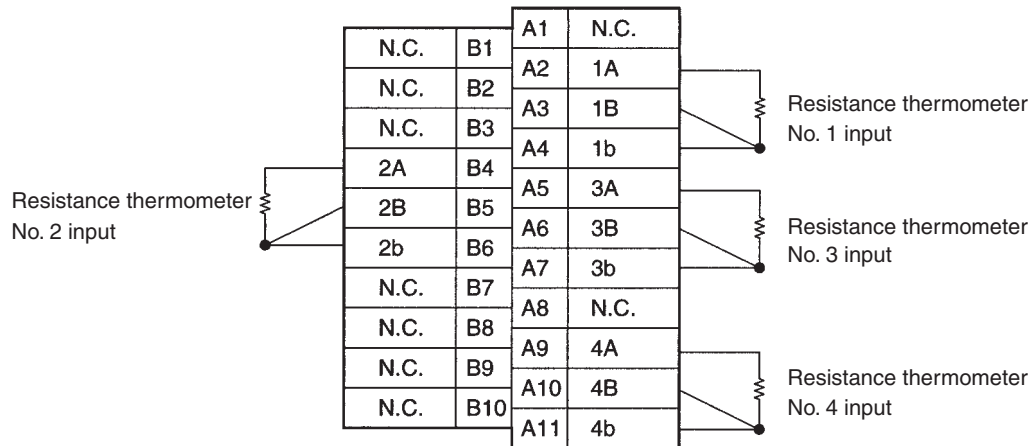 Resistance thermometer
No. 2 input
N.C. B1
N.C. B2
N.C. B3
2A B4
2B B5
2b B6
N.C. B7
N.C. B8
N.C. B9
N.C. B10
A1 N.C.
A2 1A
A3 1B
A4 1b
A5 3A
A6 3B
A7 3b
A8 N.C.
A9 4A
A10 4B
A11 4b
Resistance thermometer
No. 1 input
Resistance thermometer
No. 3 input
Resistance thermometer
No. 4 input